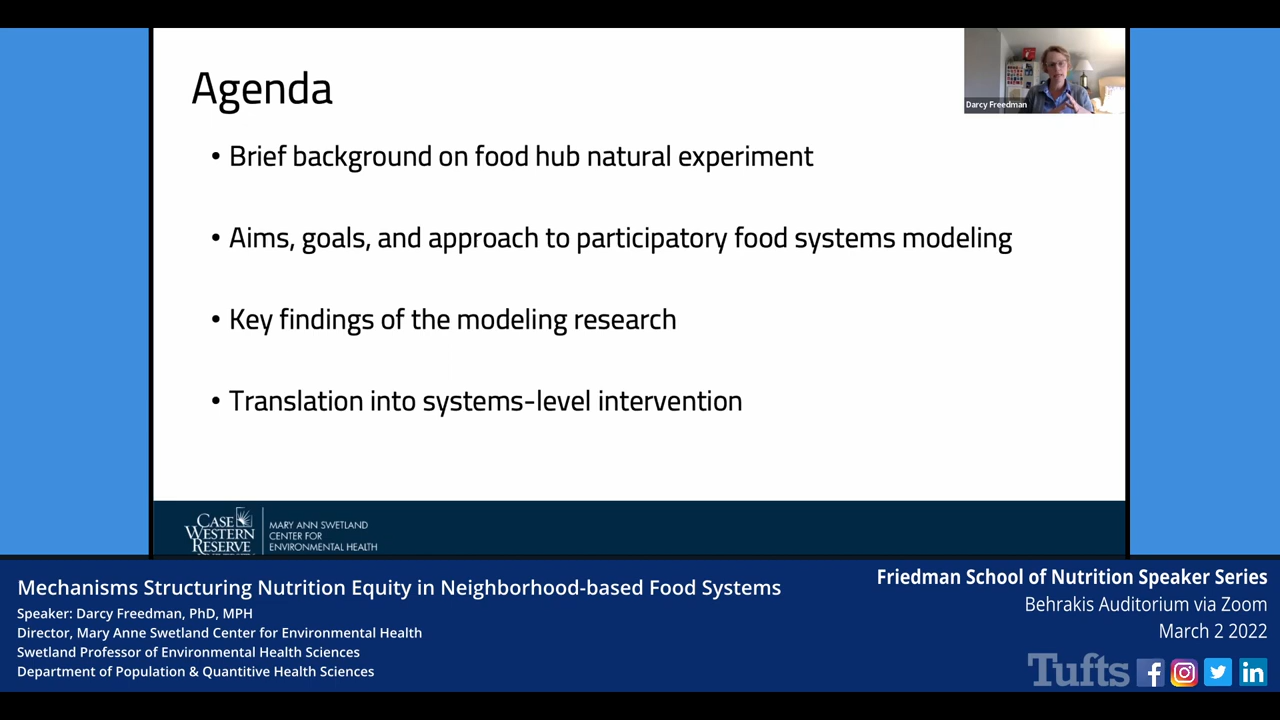 Agenda
Darcy Freedman
• Brief background on food hub natural experiment
• Aims, goals, and approach to participatory food systems modeling
• Key findings of the modeling research
• Translation into systems-level intervention
CASE
WESTERN
RESERVE
MARY ANN SWETLAND
CENTER FOR
ENVIRONMENTAL HEALTH
Mechanisms Structuring Nutrition Equity in Neighborhood-based Food Systems
Speaker: Darcy Freedman, PhD, MPH
Director, Mary Anne Swetland Center for Environmental Health
Swetland Professor of Environmental Health Sciences
Department of Population & Quantitative Health Sciences
Friedman School of Nutrition Speaker Series
Behrakis Auditorium via Zoom
March 2 2022
Tufts